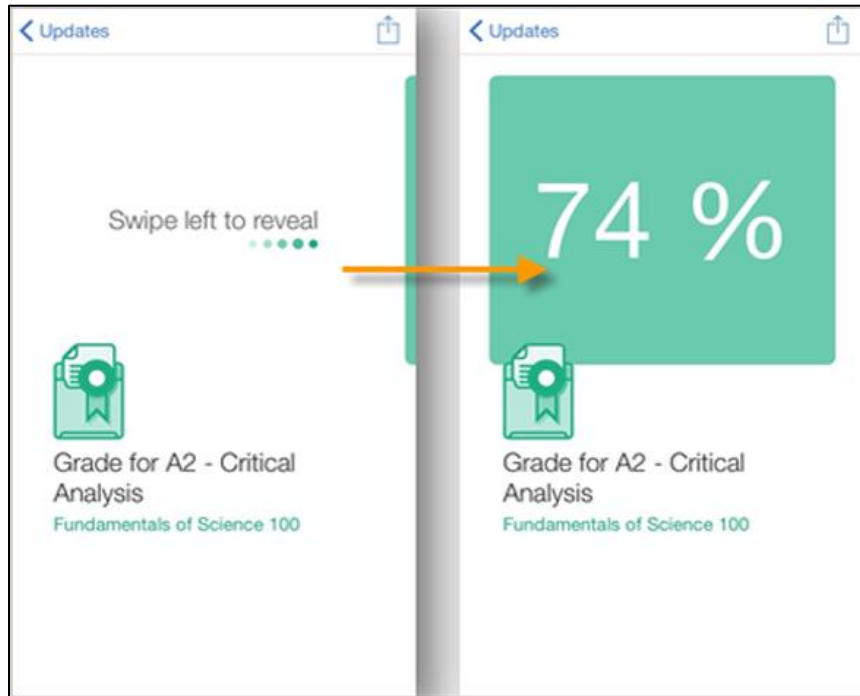 Updates
Swipe left to reveal
Grade for A2 - Critical
Analysis
Fundamentals of Science 100
Updates
74 %
Grade for A2 - Critical
Analysis
Fundamentals of Science 100